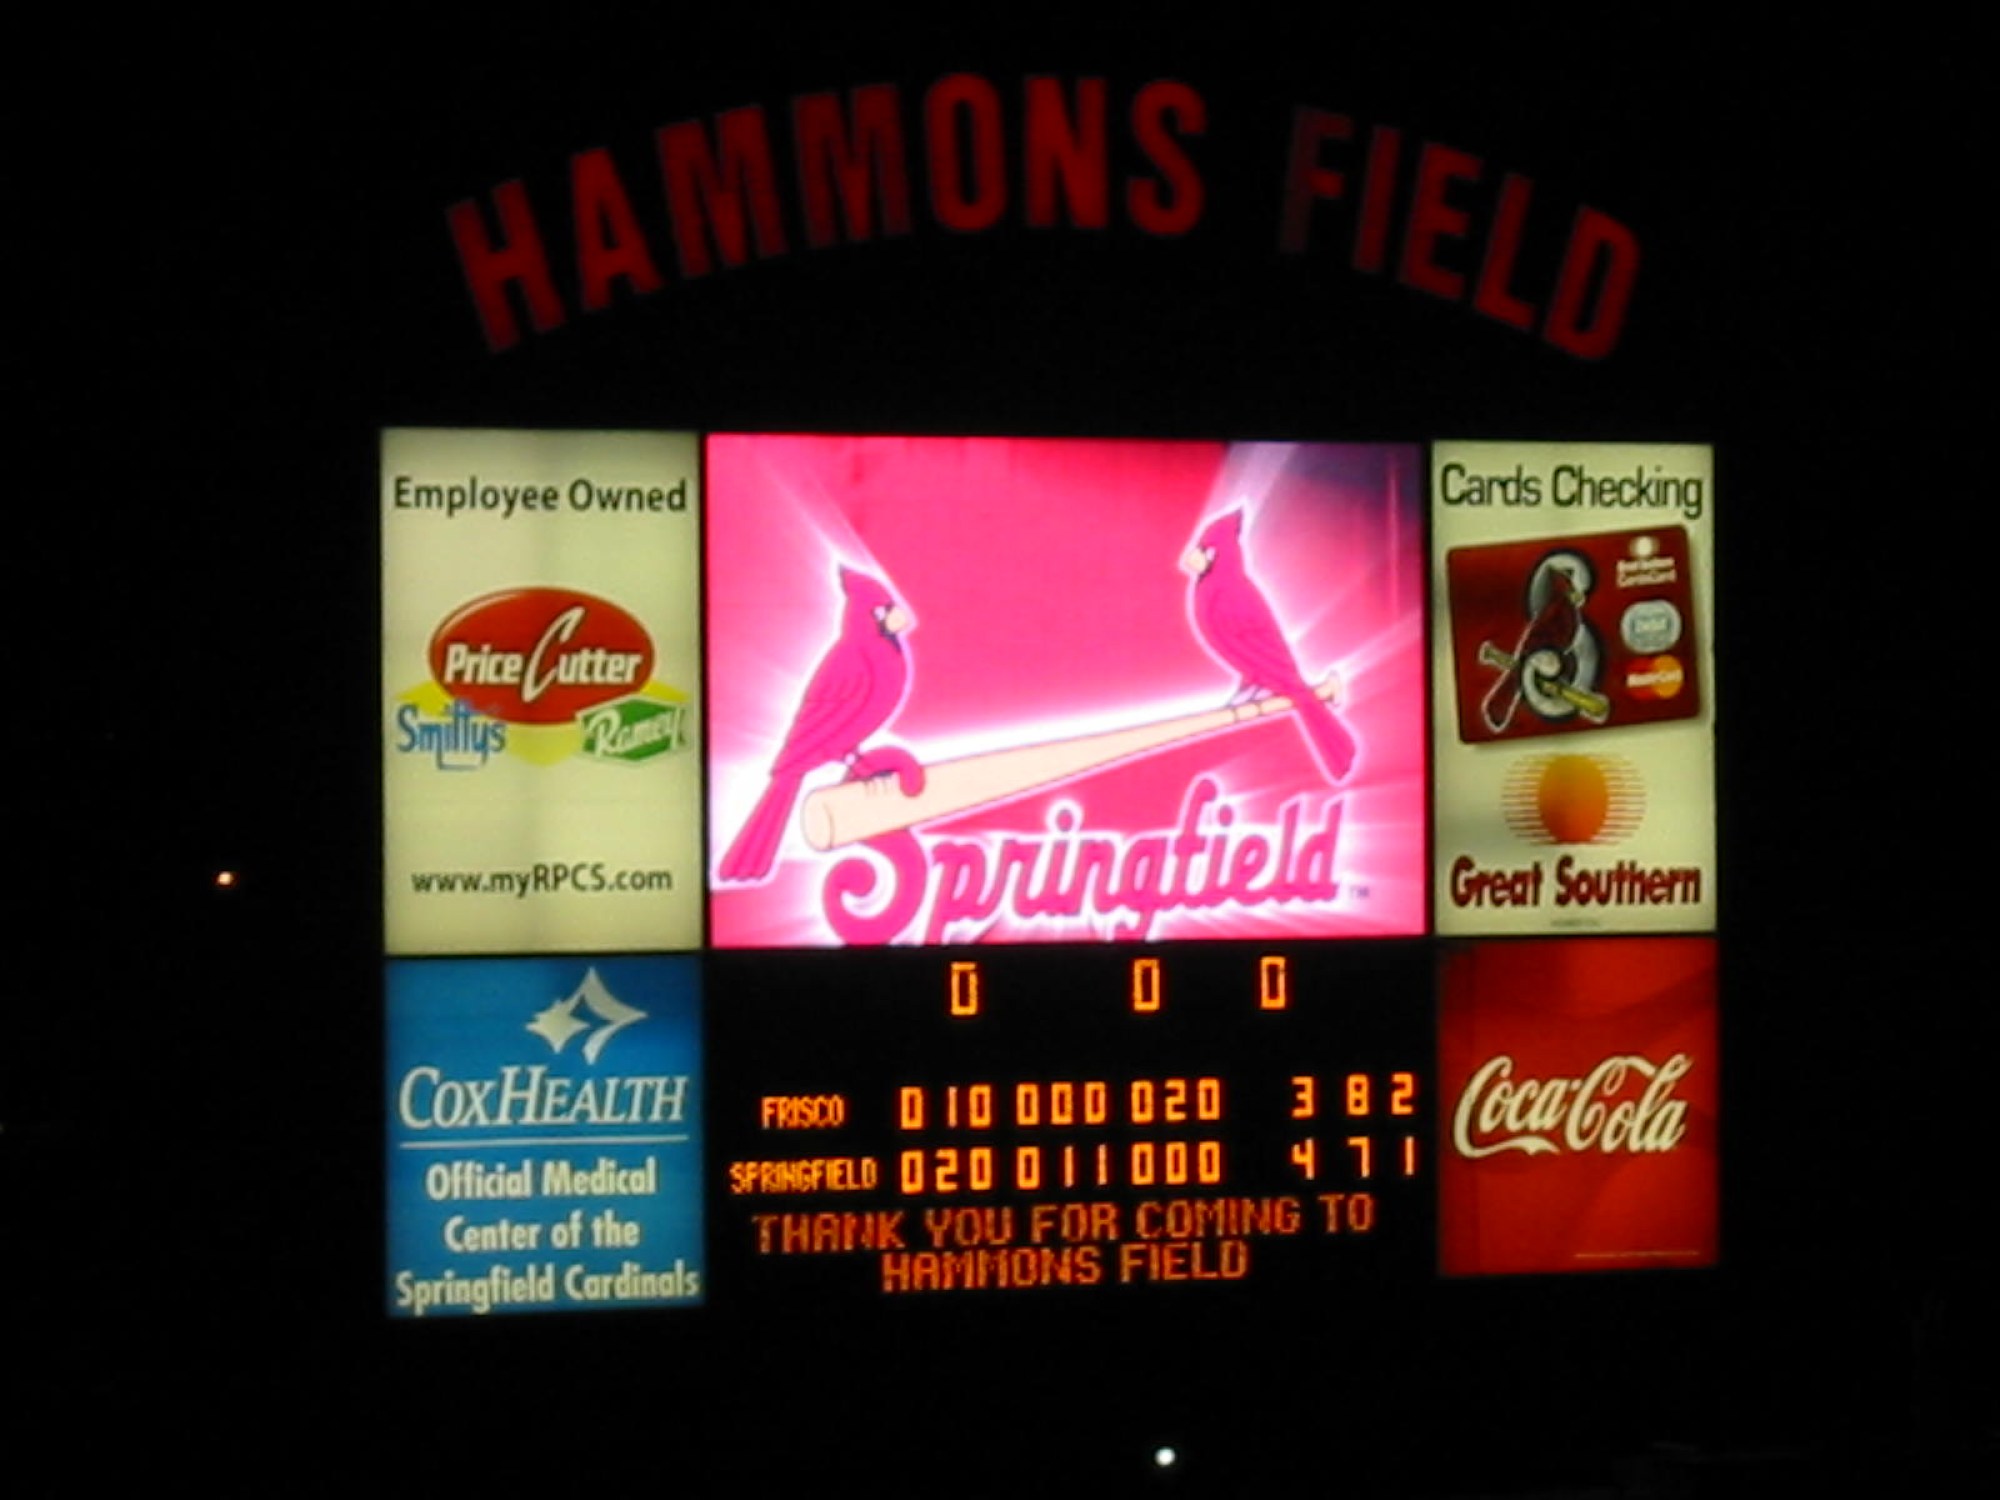 HAMMONS FIELD
Employee Owned
Price Cutter
Smitty's
Ramey
www.myRPCS.com
Springfield
TM
Cards Checking
Debit
MasterCard
Great Southern
COXHEALTH
Official Medical
Center of the
Springfield Cardinals
0 0 0
FRISCO 0 1 0 0 0 0 0 2 0 3 8 2
SPRINGFIELD 0 2 0 0 1 1 0 0 0 4 7 1
THANK YOU FOR COMING TO
HAMMONS FIELD
Coca-Cola